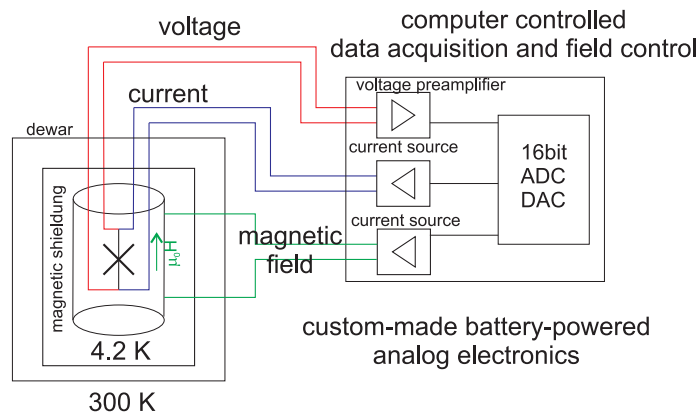 computer controlled
data acquisition and field control
voltage
voltage preamplifier
current
dewar
current source
16bit
ADC
DAC
magnetic shieldung
μ₀H
current source
magnetic
field
4.2 K
300 K
custom-made battery-powered
analog electronics